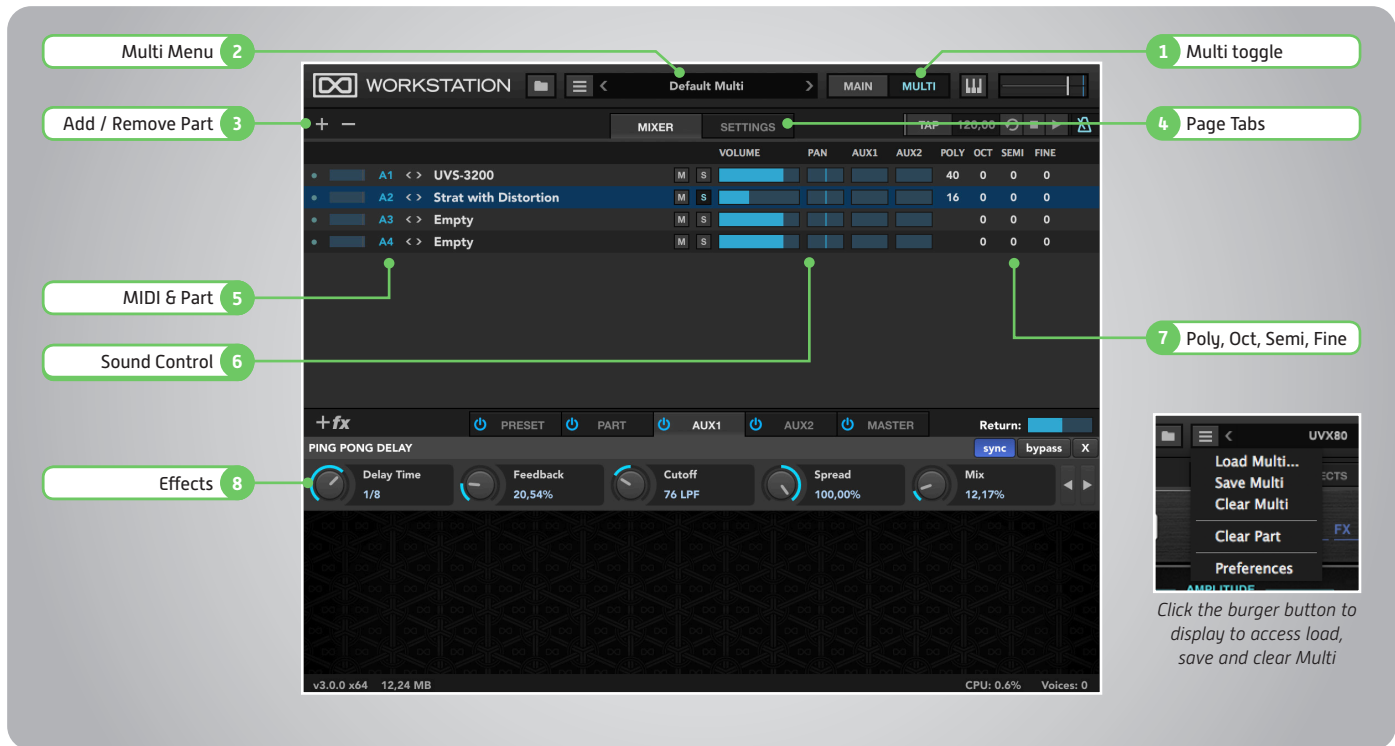 Multi Menu 2
1 Multi toggle
WORKSTATION
Default Multi
MAIN MULTI
Add / Remove Part 3
+ −
MIXER SETTINGS
TAP 120,00
4 Page Tabs
VOLUME PAN AUX1 AUX2 POLY OCT SEMI FINE
A1 <> UVS-3200 M S 40 0 0 0
A2 <> Strat with Distortion M S 16 0 0 0
A3 <> Empty M S 0 0 0
A4 <> Empty M S 0 0 0
MIDI & Part 5
7 Poly, Oct, Semi, Fine
Sound Control 6
+fx PRESET PART AUX1 AUX2 MASTER Return:
PING PONG DELAY sync bypass X
Effects 8
Delay Time Feedback Cutoff Spread Mix
1/8 20,54% 76 LPF 100,00% 12,17%
v3.0.0 x64 12,24 MB CPU: 0.6% Voices: 0
UVX80
Load Multi...
Save Multi
Clear Multi
Clear Part
FX
Preferences
AMPLITUDE
Click the burger button to
display to access load,
save and clear Multi